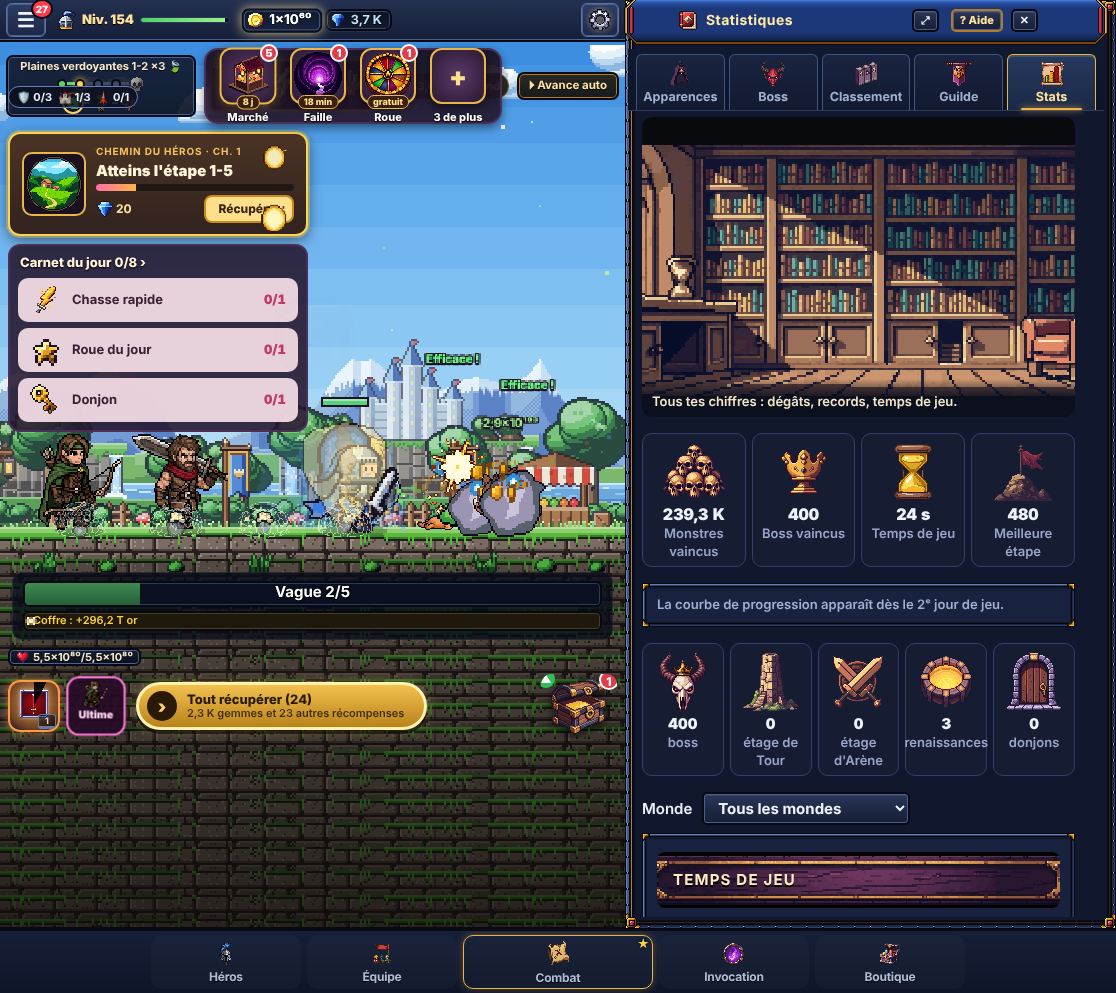 27
Niv. 154
1×10⁶⁰
3,7 K
Statistiques
? Aide
Plaines verdoyantes 1-2 ×3
0/3
1/3
0/1
5
8 j
Marché
1
18 min
Faille
1
gratuit
Roue
+
3 de plus
Avance auto
Apparences
Boss
Classement
Guilde
Stats
CHEMIN DU HÉROS · CH. 1
Atteins l'étape 1-5
20
Carnet du jour 0/8 ›
Chasse rapide
0/1
Roue du jour
0/1
Donjon
0/1
Efficace !
Efficace !
Tous tes chiffres : dégâts, records, temps de jeu.
239,3 K
Monstres
vaincus
400
Boss vaincus
24 s
Temps de jeu
480
Meilleure
étape
La courbe de progression apparaît dès le 2ᵉ jour de jeu.
Vague 2/5
Coffre : +296,2 T or
5,5×10⁸⁰/5,5×10⁸⁰
1
Ultime
Tout récupérer (24)
2,3 K gemmes et 23 autres récompenses
1
400
boss
0
étage de
Tour
0
étage
d'Arène
3
renaissances
0
donjons
Monde
Tous les mondes
TEMPS DE JEU
Héros
Équipe
Combat
Invocation
Boutique